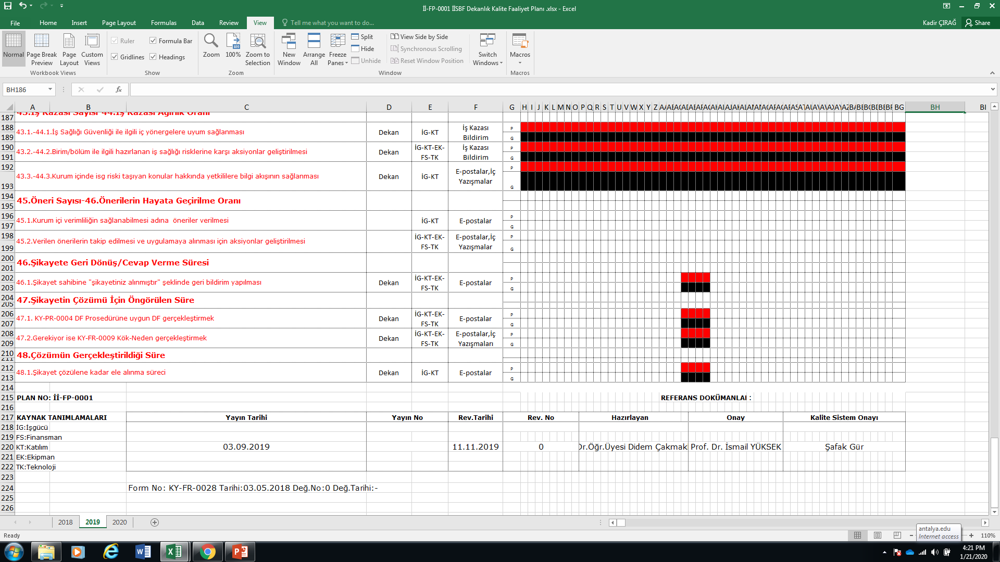 İİ-FP-0001 İİSBF Dekanlık Kalite Faaliyet Planı .xlsx - Excel
File Home Insert Page Layout Formulas Data Review View Tell me what you want to do... Kadir ÇIRAĞ Share
Normal Page Break Preview Page Layout Custom Views
Ruler Formula Bar
Gridlines Headings
Zoom 100% Zoom to Selection
New Window Arrange All Freeze Panes
Split
Hide
Unhide
View Side by Side
Synchronous Scrolling
Reset Window Position
Switch Windows Macros
Workbook Views Show Zoom Window Macros
BH186 fx
A B C D E F G H I J K L M N O P Q R S T U V W X Y Z BG BH BI
187 43.İş Kazası Sayısı-44.İş Kazası Ağırlık Oranı
188 189 43.1.-44.1.İş Sağlığı Güvenliği ile ilgili iç yönergelere uyum sağlanması Dekan İG-KT İş Kazası Bildirim P G
190 191 43.2.-44.2.Birim/bölüm ile ilgili hazırlanan iş sağlığı risklerine karşı aksiyonlar geliştirilmesi Dekan İG-KT-EK-FS-TK İş Kazası Bildirim P G
192 193 43.3.-44.3.Kurum içinde isg riski taşıyan konular hakkında yetkililere bilgi akışının sağlanması Dekan İG-KT E-postalar,İç Yazışmalar P G
194 195 45.Öneri Sayısı-46.Önerilerin Hayata Geçirilme Oranı
196 197 45.1.Kurum içi verimliliğin sağlanabilmesi adına öneriler verilmesi İG-KT E-postalar P G
198 199 45.2.Verilen önerilerin takip edilmesi ve uygulamaya alınması için aksiyonlar geliştirilmesi İG-KT-EK-FS-TK E-postalar,İç Yazışmalar P G
200 201 46.Şikayete Geri Dönüş/Cevap Verme Süresi
202 203 46.1.Şikayet sahibine "şikayetiniz alınmıştır" şeklinde geri bildirim yapılması Dekan İG-KT-EK-FS-TK E-postalar P G
204 205 47.Şikayetin Çözümü İçin Öngörülen Süre
206 207 47.1. KY-PR-0004 DF Prosedürüne uygun DF gerçekleştirmek Dekan İG-KT-EK-FS-TK E-postalar P G
208 209 47.2.Gerekiyor ise KY-FR-0009 Kök-Neden gerçekleştirmek Dekan İG-KT-EK-FS-TK E-postalar,İç Yazışmaları P G
210 211 48.Çözümün Gerçekleştirildiği Süre
212 213 48.1.Şikayet çözülene kadar ele alınma süreci Dekan İG-KT E-postalar P G
214
215 PLAN NO: İİ-FP-0001 REFERANS DOKÜMANLAI :
216
217 KAYNAK TANIMLAMALARI Yayın Tarihi Yayın No Rev.Tarihi Rev. No Hazırlayan Onay Kalite Sistem Onayı
218 İG:İşgücü
219 FS:Finansman
220 KT:Katılım 03.09.2019 11.11.2019 0 Dr.Öğr.Üyesi Didem Çakmak Prof. Dr. İsmail YÜKSEK Şafak Gür
221 EK:Ekipman
222 TK:Teknoloji
223
224 Form No: KY-FR-0028 Tarihi:03.05.2018 Değ.No:0 Değ.Tarihi:-
225
226
2018 2019 2020
Ready 110%
antalya.edu
Internet access
4:21 PM
1/21/2020